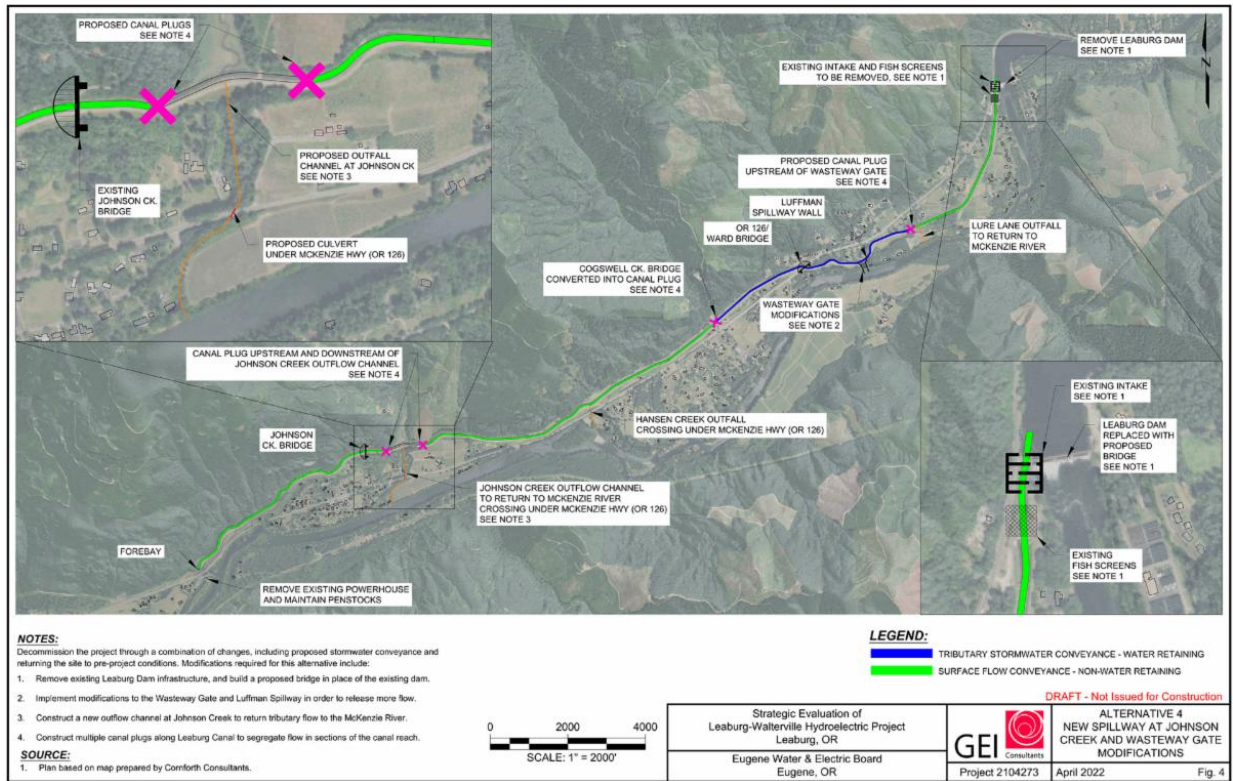 PROPOSED CANAL PLUGS
SEE NOTE 4
EXISTING
JOHNSON CK.
BRIDGE
PROPOSED OUTFALL
CHANNEL AT JOHNSON CK
SEE NOTE 3
PROPOSED CULVERT
UNDER MCKENZIE HWY (OR 126)
EXISTING INTAKE AND FISH SCREENS
TO BE REMOVED, SEE NOTE 1
REMOVE LEABURG DAM
SEE NOTE 1
N
PROPOSED CANAL PLUG
UPSTREAM OF WASTEWAY GATE
SEE NOTE 4
LUFFMAN
SPILLWAY WALL
OR 126/
WARD BRIDGE
LURE LANE OUTFALL
TO RETURN TO
MCKENZIE RIVER
COGSWELL CK. BRIDGE
CONVERTED INTO CANAL PLUG
SEE NOTE 4
WASTEWAY GATE
MODIFICATIONS
SEE NOTE 2
CANAL PLUG UPSTREAM AND DOWNSTREAM OF
JOHNSON CREEK OUTFLOW CHANNEL
SEE NOTE 4
JOHNSON
CK. BRIDGE
HANSEN CREEK OUTFALL
CROSSING UNDER MCKENZIE HWY (OR 126)
JOHNSON CREEK OUTFLOW CHANNEL
TO RETURN TO MCKENZIE RIVER
CROSSING UNDER MCKENZIE HWY (OR 126)
SEE NOTE 3
FOREBAY
REMOVE EXISTING POWERHOUSE
AND MAINTAIN PENSTOCKS
EXISTING INTAKE
SEE NOTE 1
LEABURG DAM
REPLACED WITH
PROPOSED
BRIDGE
SEE NOTE 1
EXISTING
FISH SCREENS
SEE NOTE 1
NOTES:
Decommission the project through a combination of changes, including proposed stormwater conveyance and
returning the site to pre-project conditions. Modifications required for this alternative include:
1. Remove existing Leaburg Dam infrastructure, and build a proposed bridge in place of the existing dam.
2. Implement modifications to the Wasteway Gate and Luffman Spillway in order to release more flow.
3. Construct a new outflow channel at Johnson Creek to return tributary flow to the McKenzie River.
4. Construct multiple canal plugs along Leaburg Canal to segregate flow in sections of the canal reach.
SOURCE:
1. Plan based on map prepared by Cornforth Consultants.
LEGEND:
TRIBUTARY STORMWATER CONVEYANCE - WATER RETAINING
SURFACE FLOW CONVEYANCE - NON-WATER RETAINING
DRAFT - Not Issued for Construction
0 2000 4000
SCALE: 1" = 2000'
Strategic Evaluation of
Leaburg-Walterville Hydroelectric Project
Leaburg, OR
Eugene Water & Electric Board
Eugene, OR
GEI Consultants
Project 2104273
ALTERNATIVE 4
NEW SPILLWAY AT JOHNSON
CREEK AND WASTEWAY GATE
MODIFICATIONS
April 2022
Fig. 4